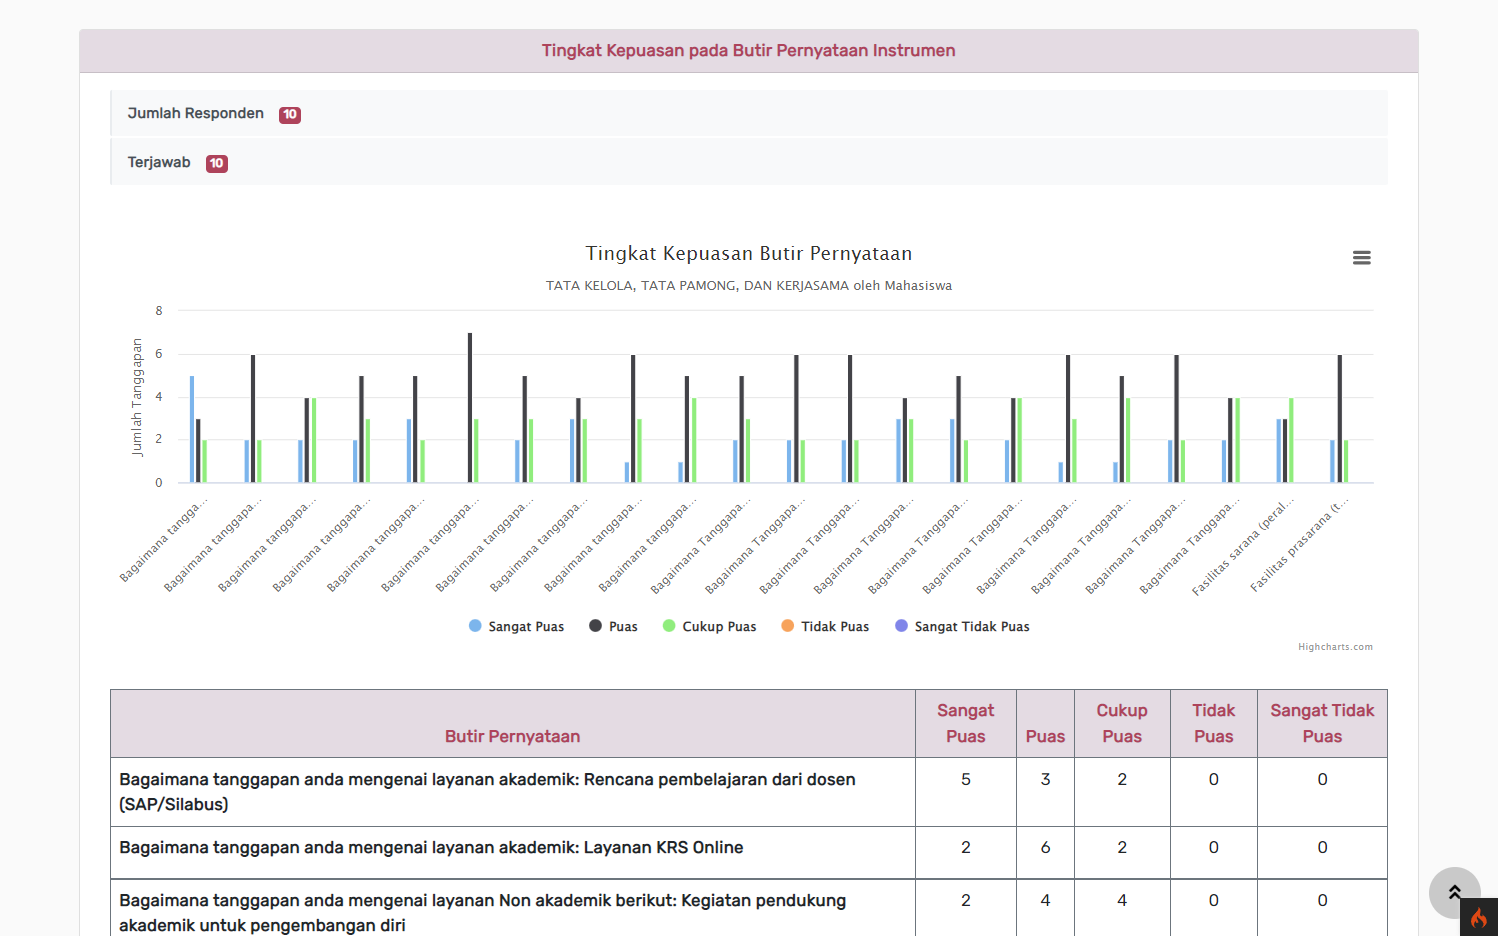 Tingkat Kepuasan pada Butir Pernyataan Instrumen
Jumlah Responden 10
Terjawab 10
Tingkat Kepuasan Butir Pernyataan
TATA KELOLA, TATA PAMONG, DAN KERJASAMA oleh Mahasiswa
Jumlah Tanggapan
8
6
4
2
0
Bagaimana tangga...
Bagaimana tanggapa...
Bagaimana tanggapa...
Bagaimana tanggapa...
Bagaimana tanggapa...
Bagaimana tanggapa...
Bagaimana tanggapa...
Bagaimana tanggapa...
Bagaimana tanggapa...
Bagaimana tanggapa...
Bagaimana Tanggapa...
Bagaimana Tanggapa...
Bagaimana Tanggapa...
Bagaimana Tanggapa...
Bagaimana Tanggapa...
Bagaimana Tanggapa...
Bagaimana Tanggapa...
Bagaimana Tanggapa...
Bagaimana Tanggapa...
Bagaimana Tanggapa...
Fasilitas sarana (peral...
Fasilitas prasarana (t...
Sangat Puas Puas Cukup Puas Tidak Puas Sangat Tidak Puas
Highcharts.com
Butir Pernyataan Sangat Puas Puas Cukup Puas Tidak Puas Sangat Tidak Puas
Bagaimana tanggapan anda mengenai layanan akademik: Rencana pembelajaran dari dosen 5 3 2 0 0
(SAP/Silabus)
Bagaimana tanggapan anda mengenai layanan akademik: Layanan KRS Online 2 6 2 0 0
Bagaimana tanggapan anda mengenai layanan Non akademik berikut: Kegiatan pendukung 2 4 4 0 0
akademik untuk pengembangan diri